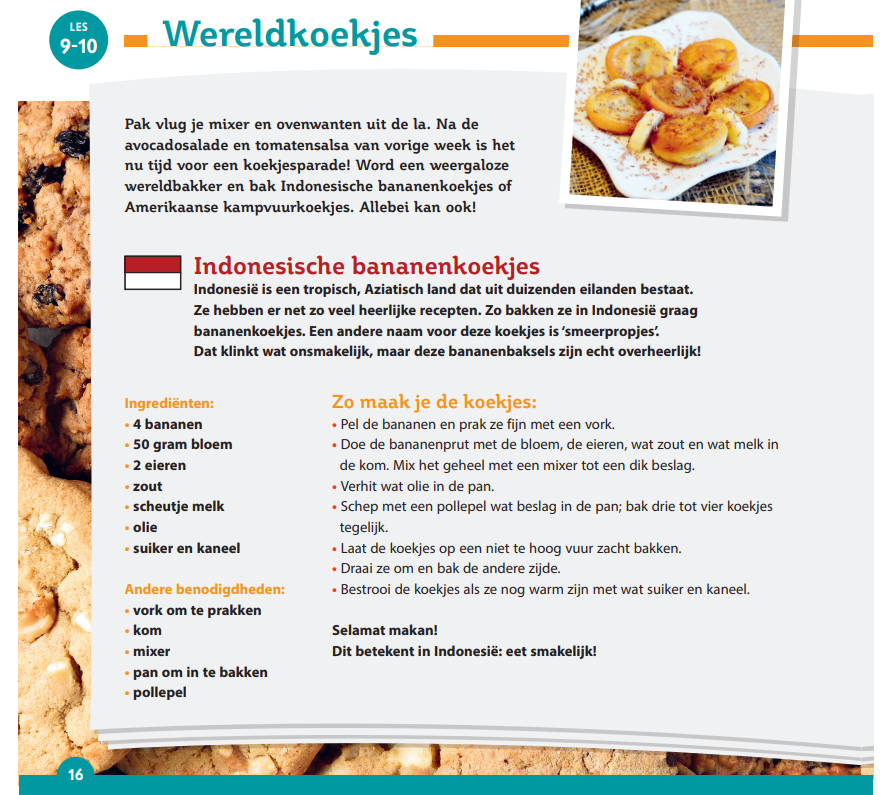 LES
9-10
Wereldkoekjes
Pak vlug je mixer en ovenwanten uit de la. Na de
avocadosalade en tomatensalsa van vorige week is het
nu tijd voor een koekjesparade! Word een weergaloze
wereldbakker en bak Indonesische bananenkoekjes of
Amerikaanse kampvuurkoekjes. Allebei kan ook!
Indonesische bananenkoekjes
Indonesië is een tropisch, Aziatisch land dat uit duizenden eilanden bestaat.
Ze hebben er net zo veel heerlijke recepten. Zo bakken ze in Indonesië graag
bananenkoekjes. Een andere naam voor deze koekjes is ‘smeerpropjes’.
Dat klinkt wat onsmakelijk, maar deze bananenbaksels zijn echt overheerlijk!
Ingrediënten:
• 4 bananen
• 50 gram bloem
• 2 eieren
• zout
• scheutje melk
• olie
• suiker en kaneel
Andere benodigdheden:
• vork om te prakken
• kom
• mixer
• pan om in te bakken
• pollepel
Zo maak je de koekjes:
• Pel de bananen en prak ze fijn met een vork.
• Doe de bananenprut met de bloem, de eieren, wat zout en wat melk in
de kom. Mix het geheel met een mixer tot een dik beslag.
• Verhit wat olie in de pan.
• Schep met een pollepel wat beslag in de pan; bak drie tot vier koekjes
tegelijk.
• Laat de koekjes op een niet te hoog vuur zacht bakken.
• Draai ze om en bak de andere zijde.
• Bestrooi de koekjes als ze nog warm zijn met wat suiker en kaneel.
Selamat makan!
Dit betekent in Indonesië: eet smakelijk!
16